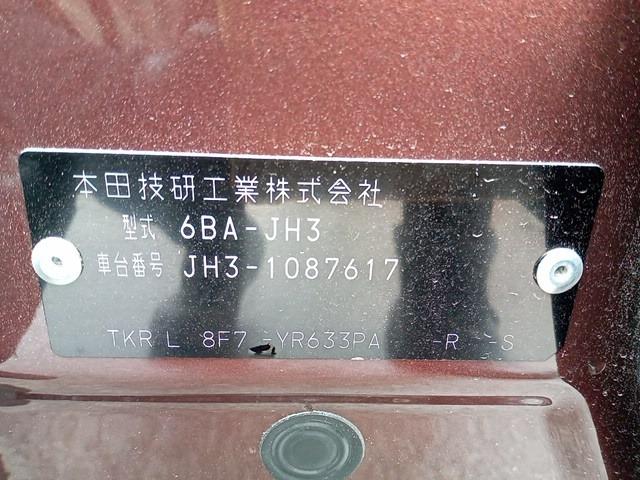 本田技研工業株式会社
型式 6BA-JH3
車台番号 JH3-1087617
TKR L 8F7 -YR633PA -R -S